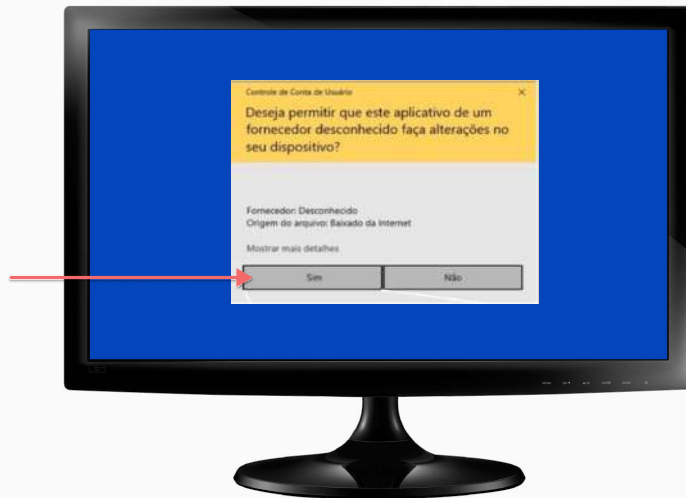 Controle de Conta de Usuário
Deseja permitir que este aplicativo de um
fornecedor desconhecido faça alterações no
seu dispositivo?
Fornecedor: Desconhecido
Origem do arquivo: Baixado da Internet
Mostrar mais detalhes
Sim
Não
LED